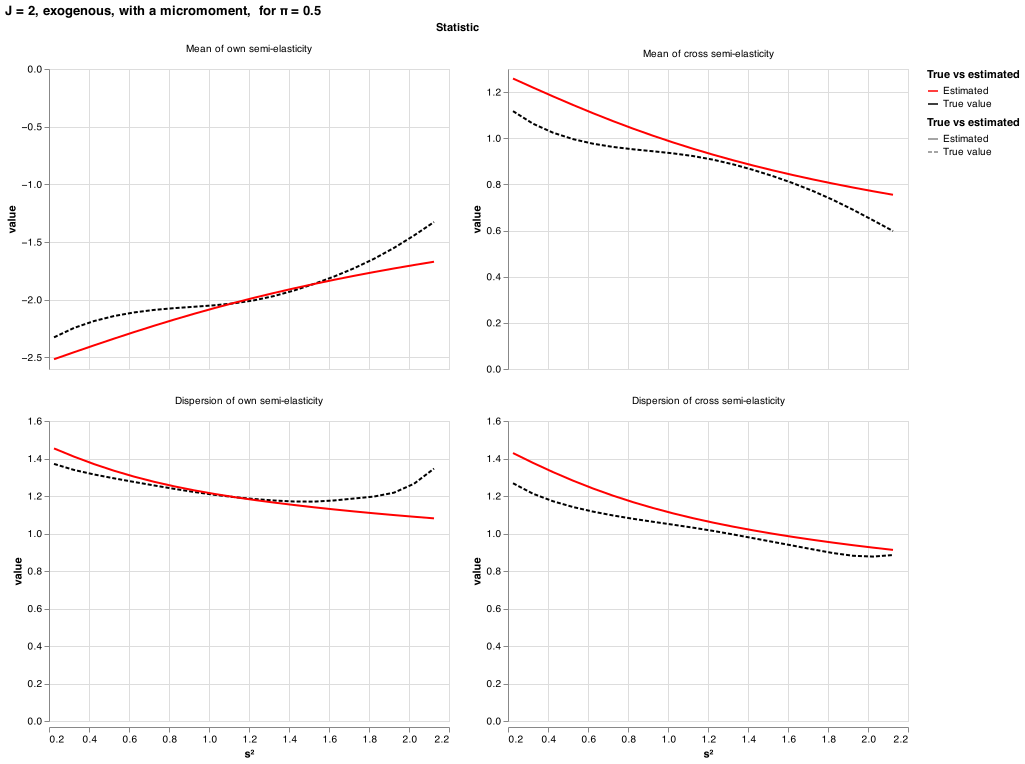 J = 2, exogenous, with a micromoment, for π = 0.5
Statistic
Mean of own semi-elasticity
0.0
−0.5
−1.0
−1.5
−2.0
−2.5
value
Mean of cross semi-elasticity
1.2
1.0
0.8
0.6
0.4
0.2
0.0
value
True vs estimated
Estimated
True value
True vs estimated
Estimated
True value
Dispersion of own semi-elasticity
1.6
1.4
1.2
1.0
0.8
0.6
0.4
0.2
0.0
value
0.2 0.4 0.6 0.8 1.0 1.2 1.4 1.6 1.8 2.0 2.2
s²
Dispersion of cross semi-elasticity
1.6
1.4
1.2
1.0
0.8
0.6
0.4
0.2
0.0
value
0.2 0.4 0.6 0.8 1.0 1.2 1.4 1.6 1.8 2.0 2.2
s²